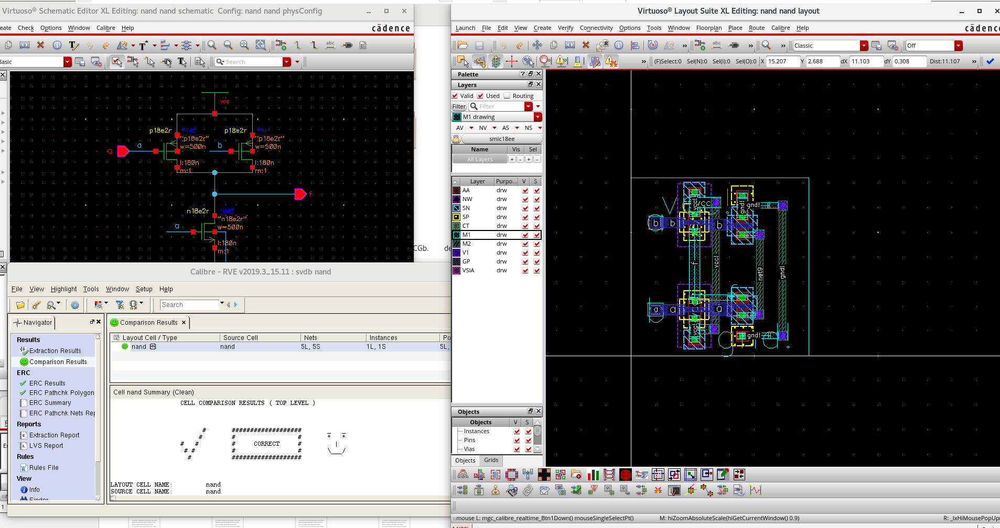 Virtuoso® Schematic Editor XL Editing: nand nand schematic Config: nand nand physConfig
eate Check Options Window Calibre Help
cādence
Basic
Search
vcc
p18e2r PM0
"p18e2r"
w=500n
l:180n
m:1
p18e2r PM1
"p18e2r"
w=500n
l:180n
m:1
a a b
f
n18e2r NM0
"n18e2r"
w=500n
l:180n
m:1
a
CGb. de
Calibre - RVE v2019.3_15.11 : svdb nand
File View Highlight Tools Window Setup Help
Search
Navigator
Results
Extraction Results
Comparison Results
ERC
ERC Results
ERC Pathchk Polygon
ERC Summary
ERC Pathchk Nets Rep
Reports
Extraction Report
LVS Report
Rules
Rules File
View
Info
Finder
Comparison Results
Layout Cell / Type Source Cell Nets Instances Po
nand nand 5L, 5S 1L, 1S 5L,
Cell nand Summary (Clean)
CELL COMPARISON RESULTS ( TOP LEVEL )
# ################### _ _
# # # * *
# # # CORRECT # |
# # # # \___/
# ###################
LAYOUT CELL NAME: nand
SOURCE CELL NAME: nand
Virtuoso® Layout Suite XL Editing: nand nand layout
Launch File Edit View Create Verify Connectivity Options Tools Window Floorplan Place Route Calibre Help
cādenc
Classic
Off
(F)Select:0 Sel(N):0 Sel(I):0 Sel(O):0 X 15.207 Y 2.688 dX 11.103 dY 0.308 Dist:11.107
Palette
Layers
Valid Used Routing
Filter Filter
M1 drawing
AV NV AS NS
smic18ee
Name Vis Sel
All Layers + - + -
Layer Purpo... V S
AA drw
NW drw
SN drw
SP drw
CT drw
M1 drw
M2 drw
V1 drw
GP drw
VSIA drw
Objects
Objects V S
Instances
Pins
Vias
Objects Grids
vcc! VCC gnd! gnd!
b b b
f vcc! net9 gnd!
a a a
vcc! gnd!
mouse L: mgc_calibre_realtime_Btn1Down() mouseSingleSelectPt() M: hiZoomAbsoluteScale(hiGetCurrentWindow() 0.9) R: _lxHiMousePopUp